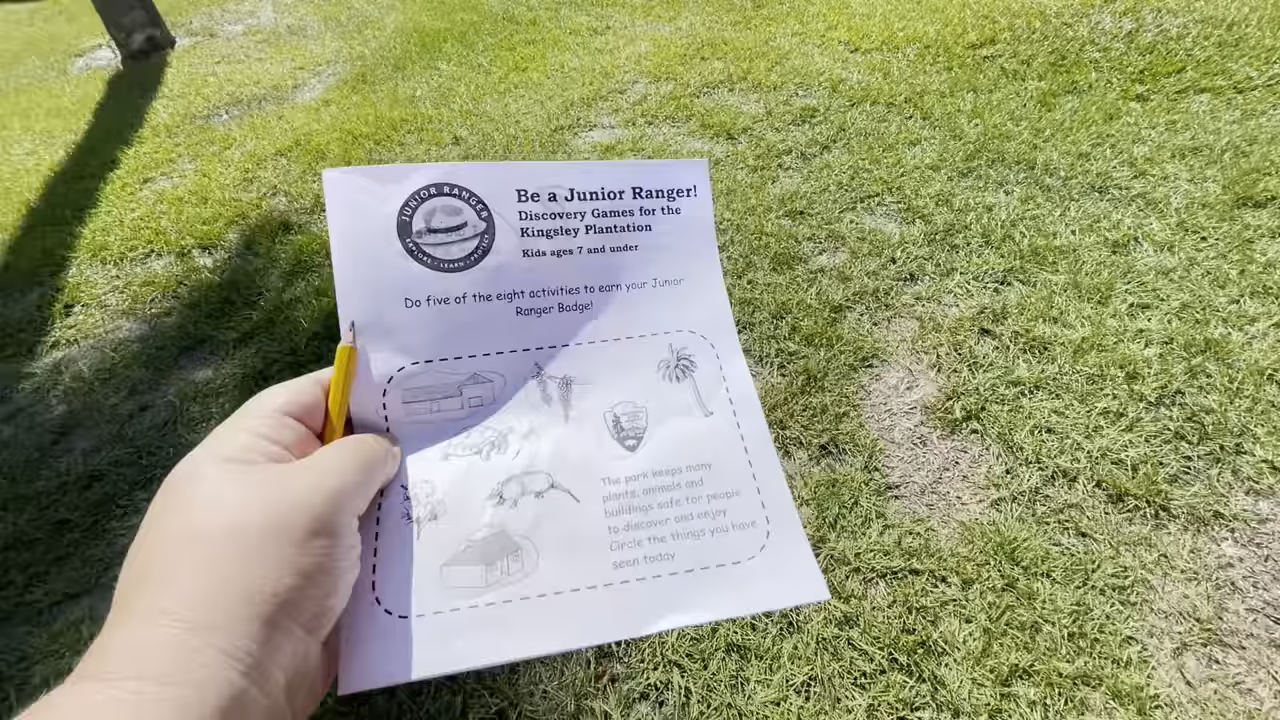 JUNIOR RANGER
EXPLORE • LEARN • PROTECT
Be a Junior Ranger!
Discovery Games for the
Kingsley Plantation
Kids ages 7 and under
Do five of the eight activities to earn your Junior
Ranger Badge!
The park keeps many
plants, animals and
buildings safe for people
to discover and enjoy
Circle the things you have
seen today